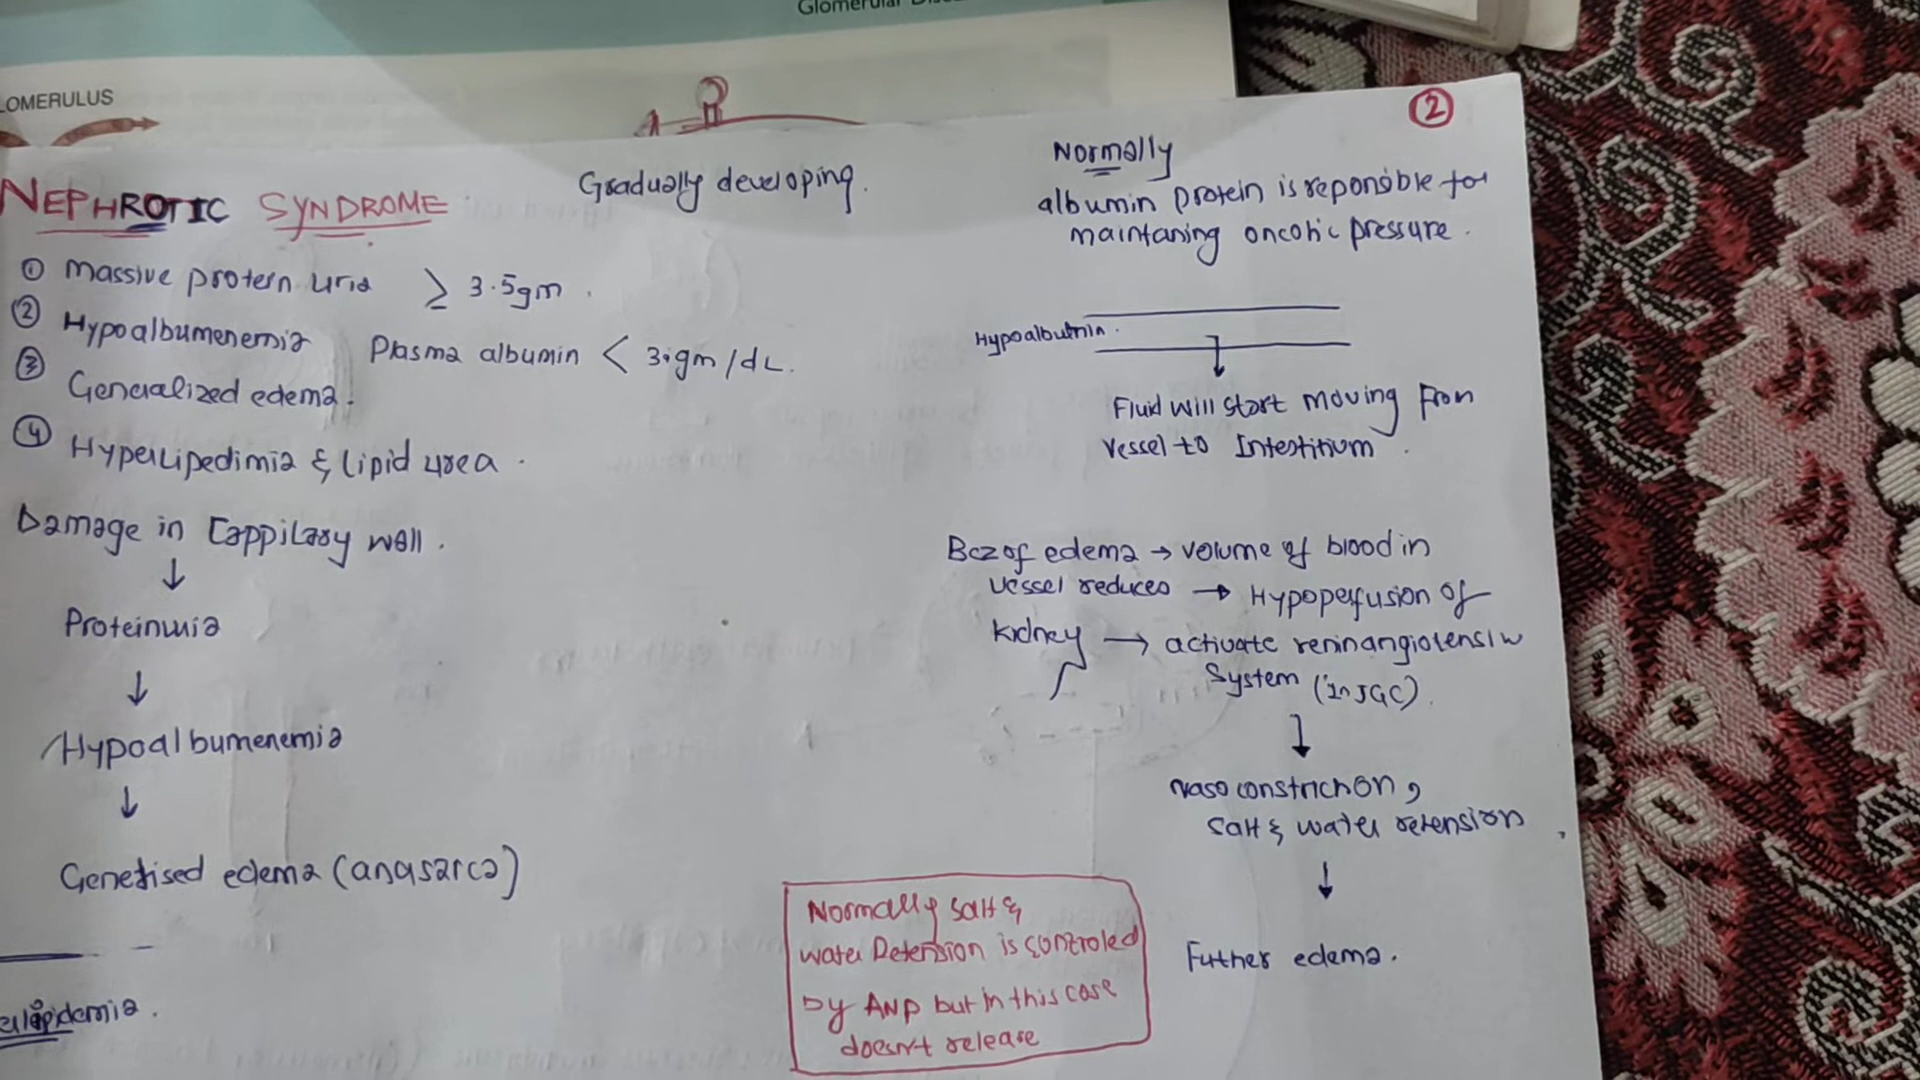 Glomerular
LOMERULUS
2
NEPHROTIC SYNDROME
Gradually developing.
① Massive protein uria ≥ 3.5gm.
② Hypoalbumenemia Plasma albumin < 3.gm/dL.
③ Generalized edema.
④ Hyperlipedimia & lipid urea.
Damage in Cappilary wall.
↓
Proteinuria
↓
Hypoalbumenemia
↓
Genetised edema (anasarca)
Normally
albumin protein is reponsible for
maintaning oncotic pressure.
Hypoalbutnin.
Fluid will start moving from
vessel to Intestitium.
Bcz of edema → volume of blood in
vessel reduces → Hypoperfusion of
kidney → activate reninangiotensin
System (in JGC).
↓
vasoconstriction,
salt & water retension,
↓
Futher edema.
Normally salt &
water Retension is controled
by ANP but in this case
doesn't release